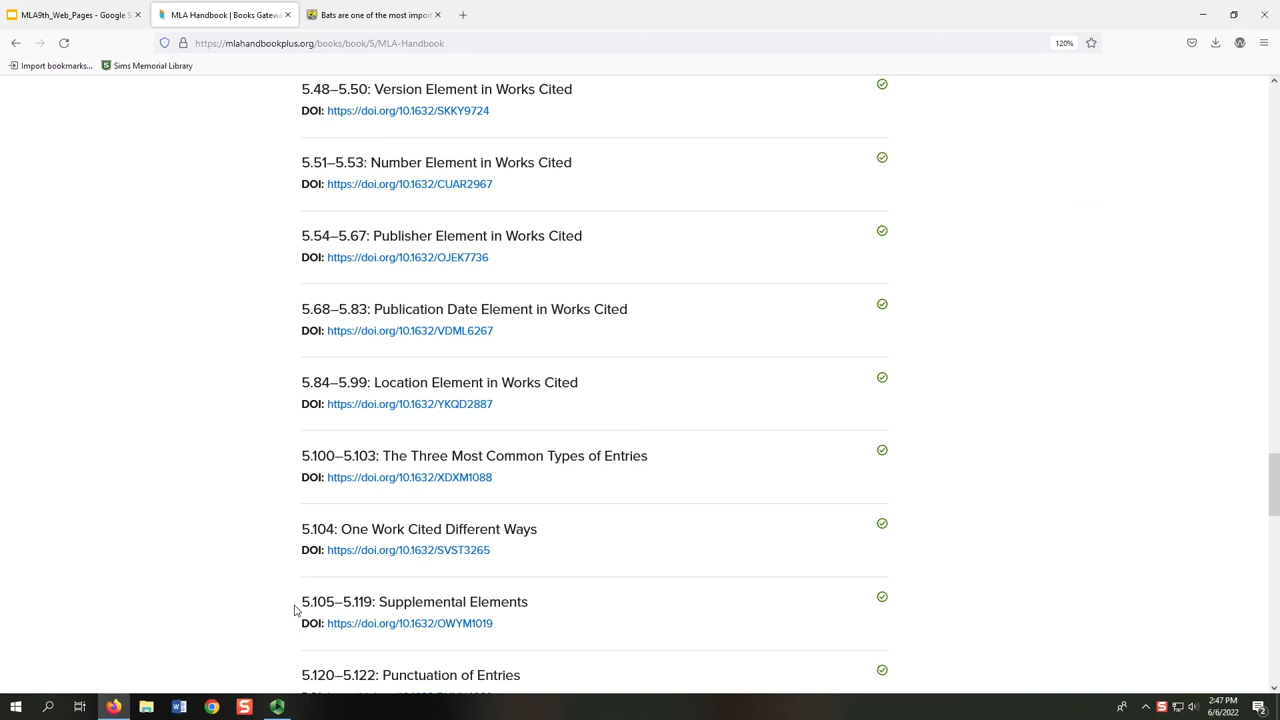 MLA9th_Web_Pages - Google S
MLA Handbook | Books Gatewa
Bats are one of the most impor
https://mlahandbookplus.org/books/book/S/MLA-Handbook
120%
Import bookmarks...
Sims Memorial Library
5.48–5.50: Version Element in Works Cited
DOI: https://doi.org/10.1632/SKKY9724
5.51–5.53: Number Element in Works Cited
DOI: https://doi.org/10.1632/CUAR2967
5.54–5.67: Publisher Element in Works Cited
DOI: https://doi.org/10.1632/OJEK7736
5.68–5.83: Publication Date Element in Works Cited
DOI: https://doi.org/10.1632/VDML6267
5.84–5.99: Location Element in Works Cited
DOI: https://doi.org/10.1632/YKQD2887
5.100–5.103: The Three Most Common Types of Entries
DOI: https://doi.org/10.1632/XDXM1088
5.104: One Work Cited Different Ways
DOI: https://doi.org/10.1632/SVST3265
5.105–5.119: Supplemental Elements
DOI: https://doi.org/10.1632/OWYM1019
5.120–5.122: Punctuation of Entries
2:47 PM
6/6/2022